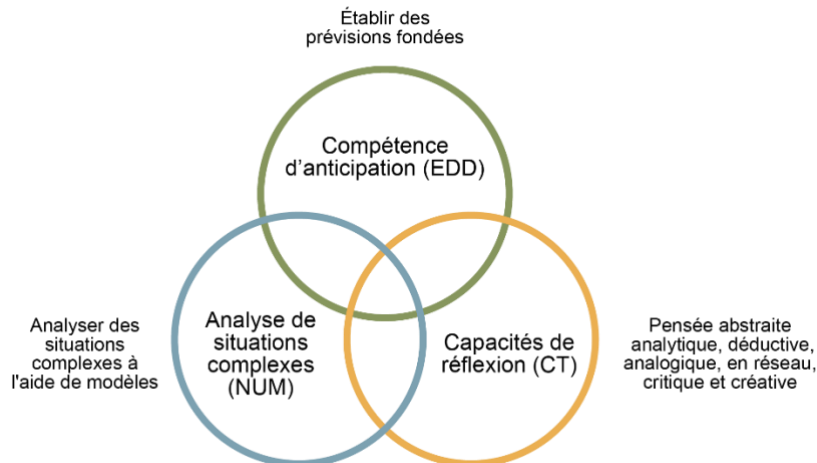 Établir des
prévisions fondées
Compétence
d'anticipation (EDD)
Analyser des
situations
complexes à
l'aide de modèles
Analyse de
situations
complexes
(NUM)
Capacités de
réflexion (CT)
Pensée abstraite
analytique, déductive,
analogique, en réseau,
critique et créative